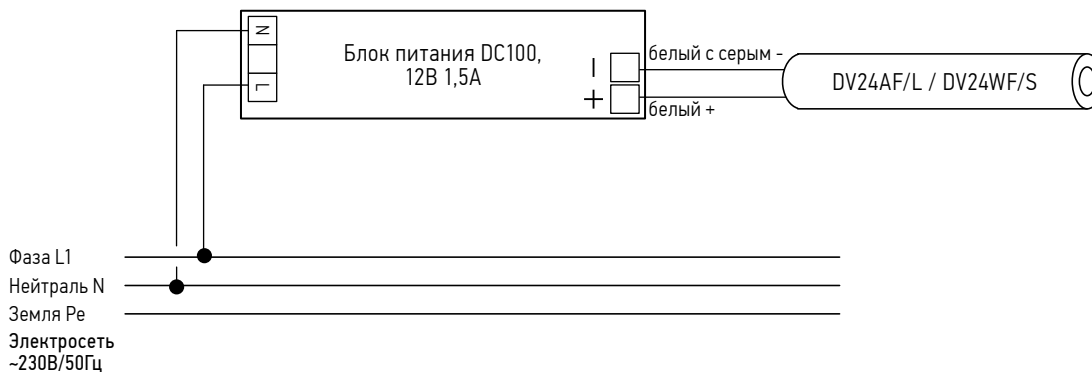 N
L
Блок питания DC100,
12В 1,5А
белый с серым -
белый +
DV24AF/L / DV24WF/S
Фаза L1
Нейтраль N
Земля Pe
Электросеть
~230В/50Гц